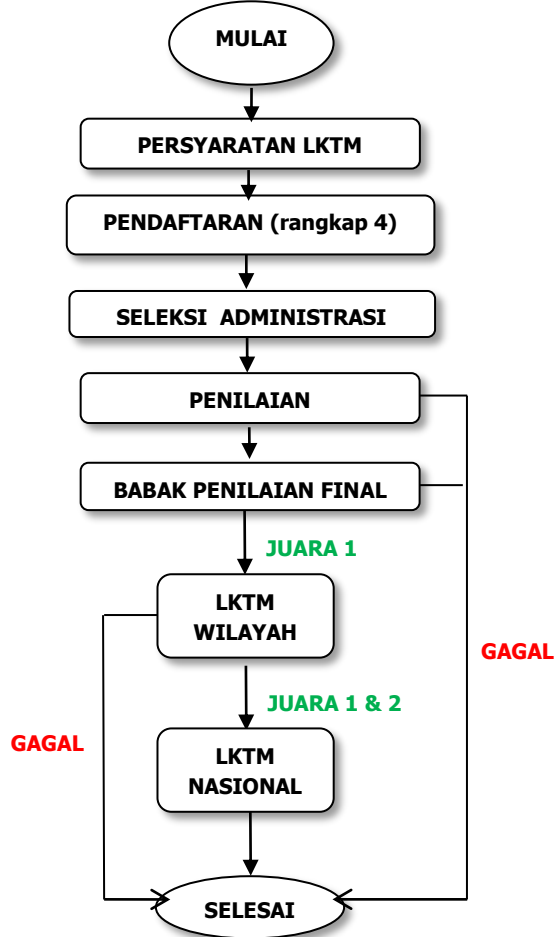 MULAI
PERSYARATAN LKTM
PENDAFTARAN (rangkap 4)
SELEKSI ADMINISTRASI
PENILAIAN
BABAK PENILAIAN FINAL
JUARA 1
LKTM
WILAYAH
GAGAL
JUARA 1 & 2
GAGAL
LKTM
NASIONAL
SELESAI